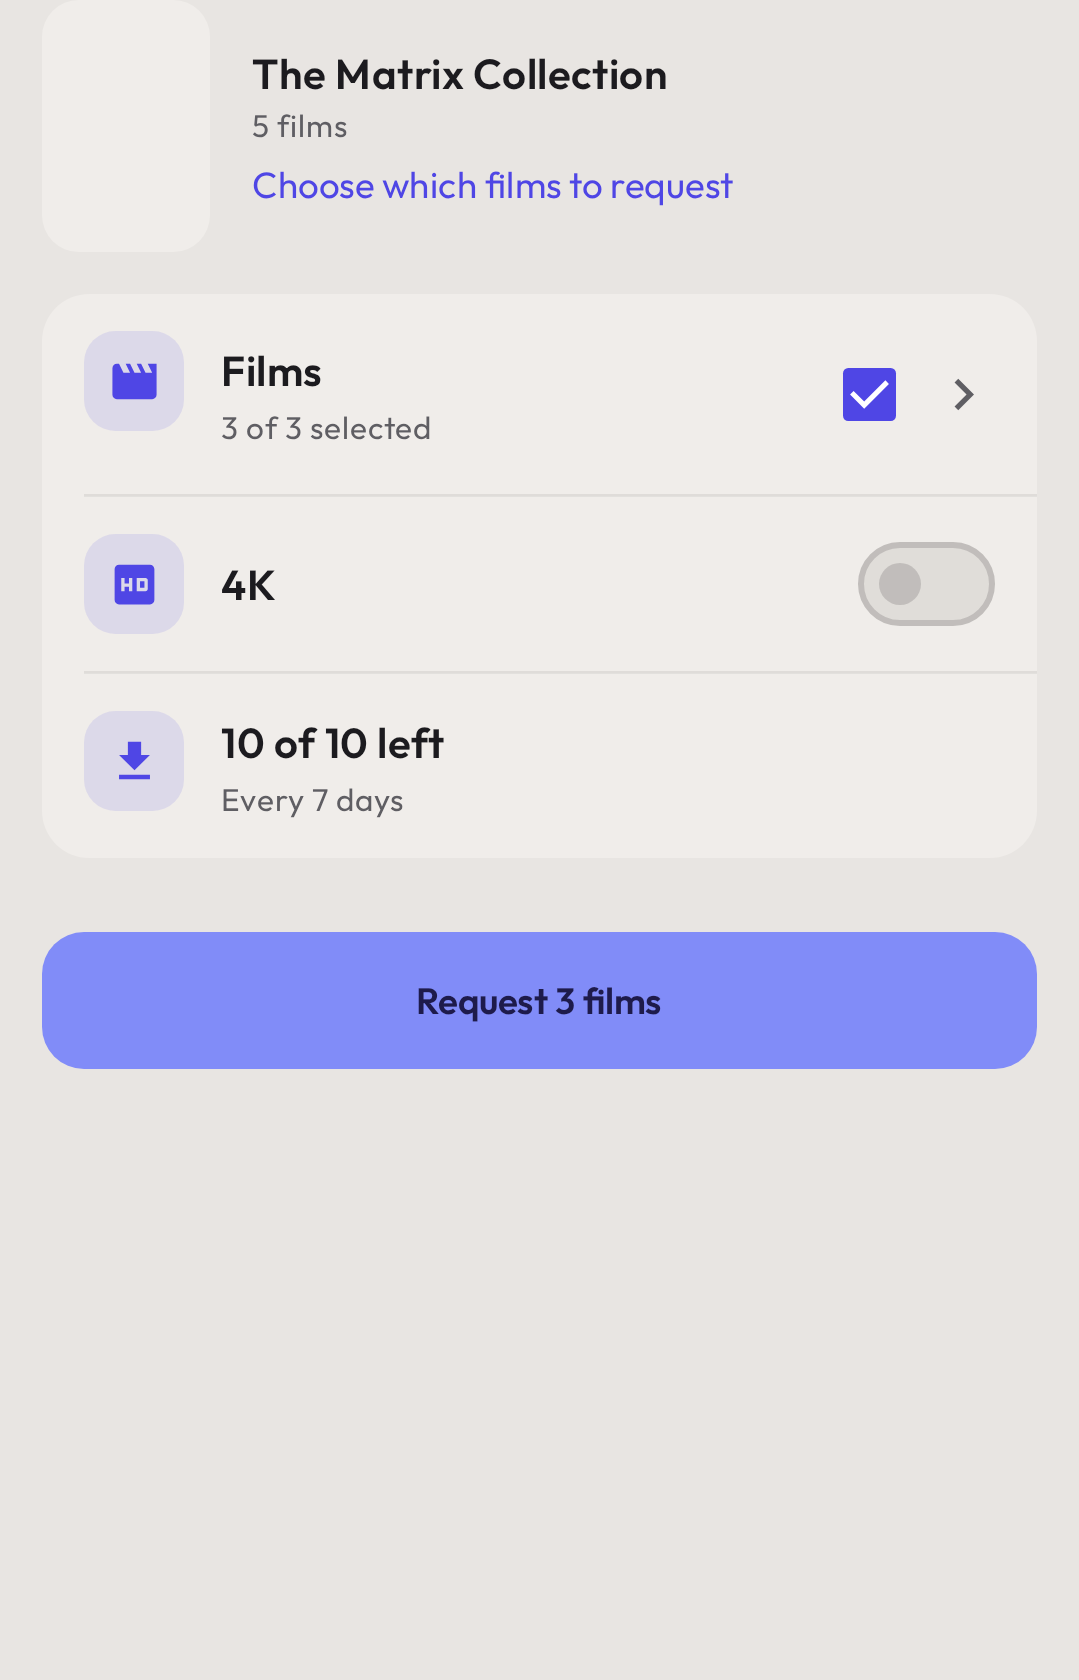 The Matrix Collection
5 films
Choose which films to request
Films
3 of 3 selected
HD
4K
10 of 10 left
Every 7 days
Request 3 films